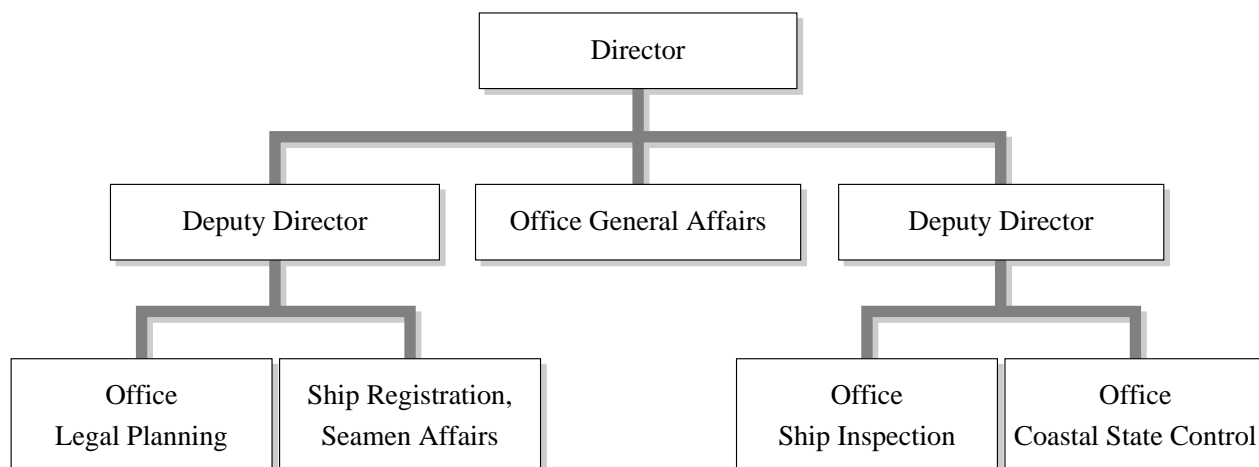 Director
Deputy Director
Office General Affairs
Deputy Director
Office
Legal Planning
Ship Registration,
Seamen Affairs
Office
Ship Inspection
Office
Coastal State Control